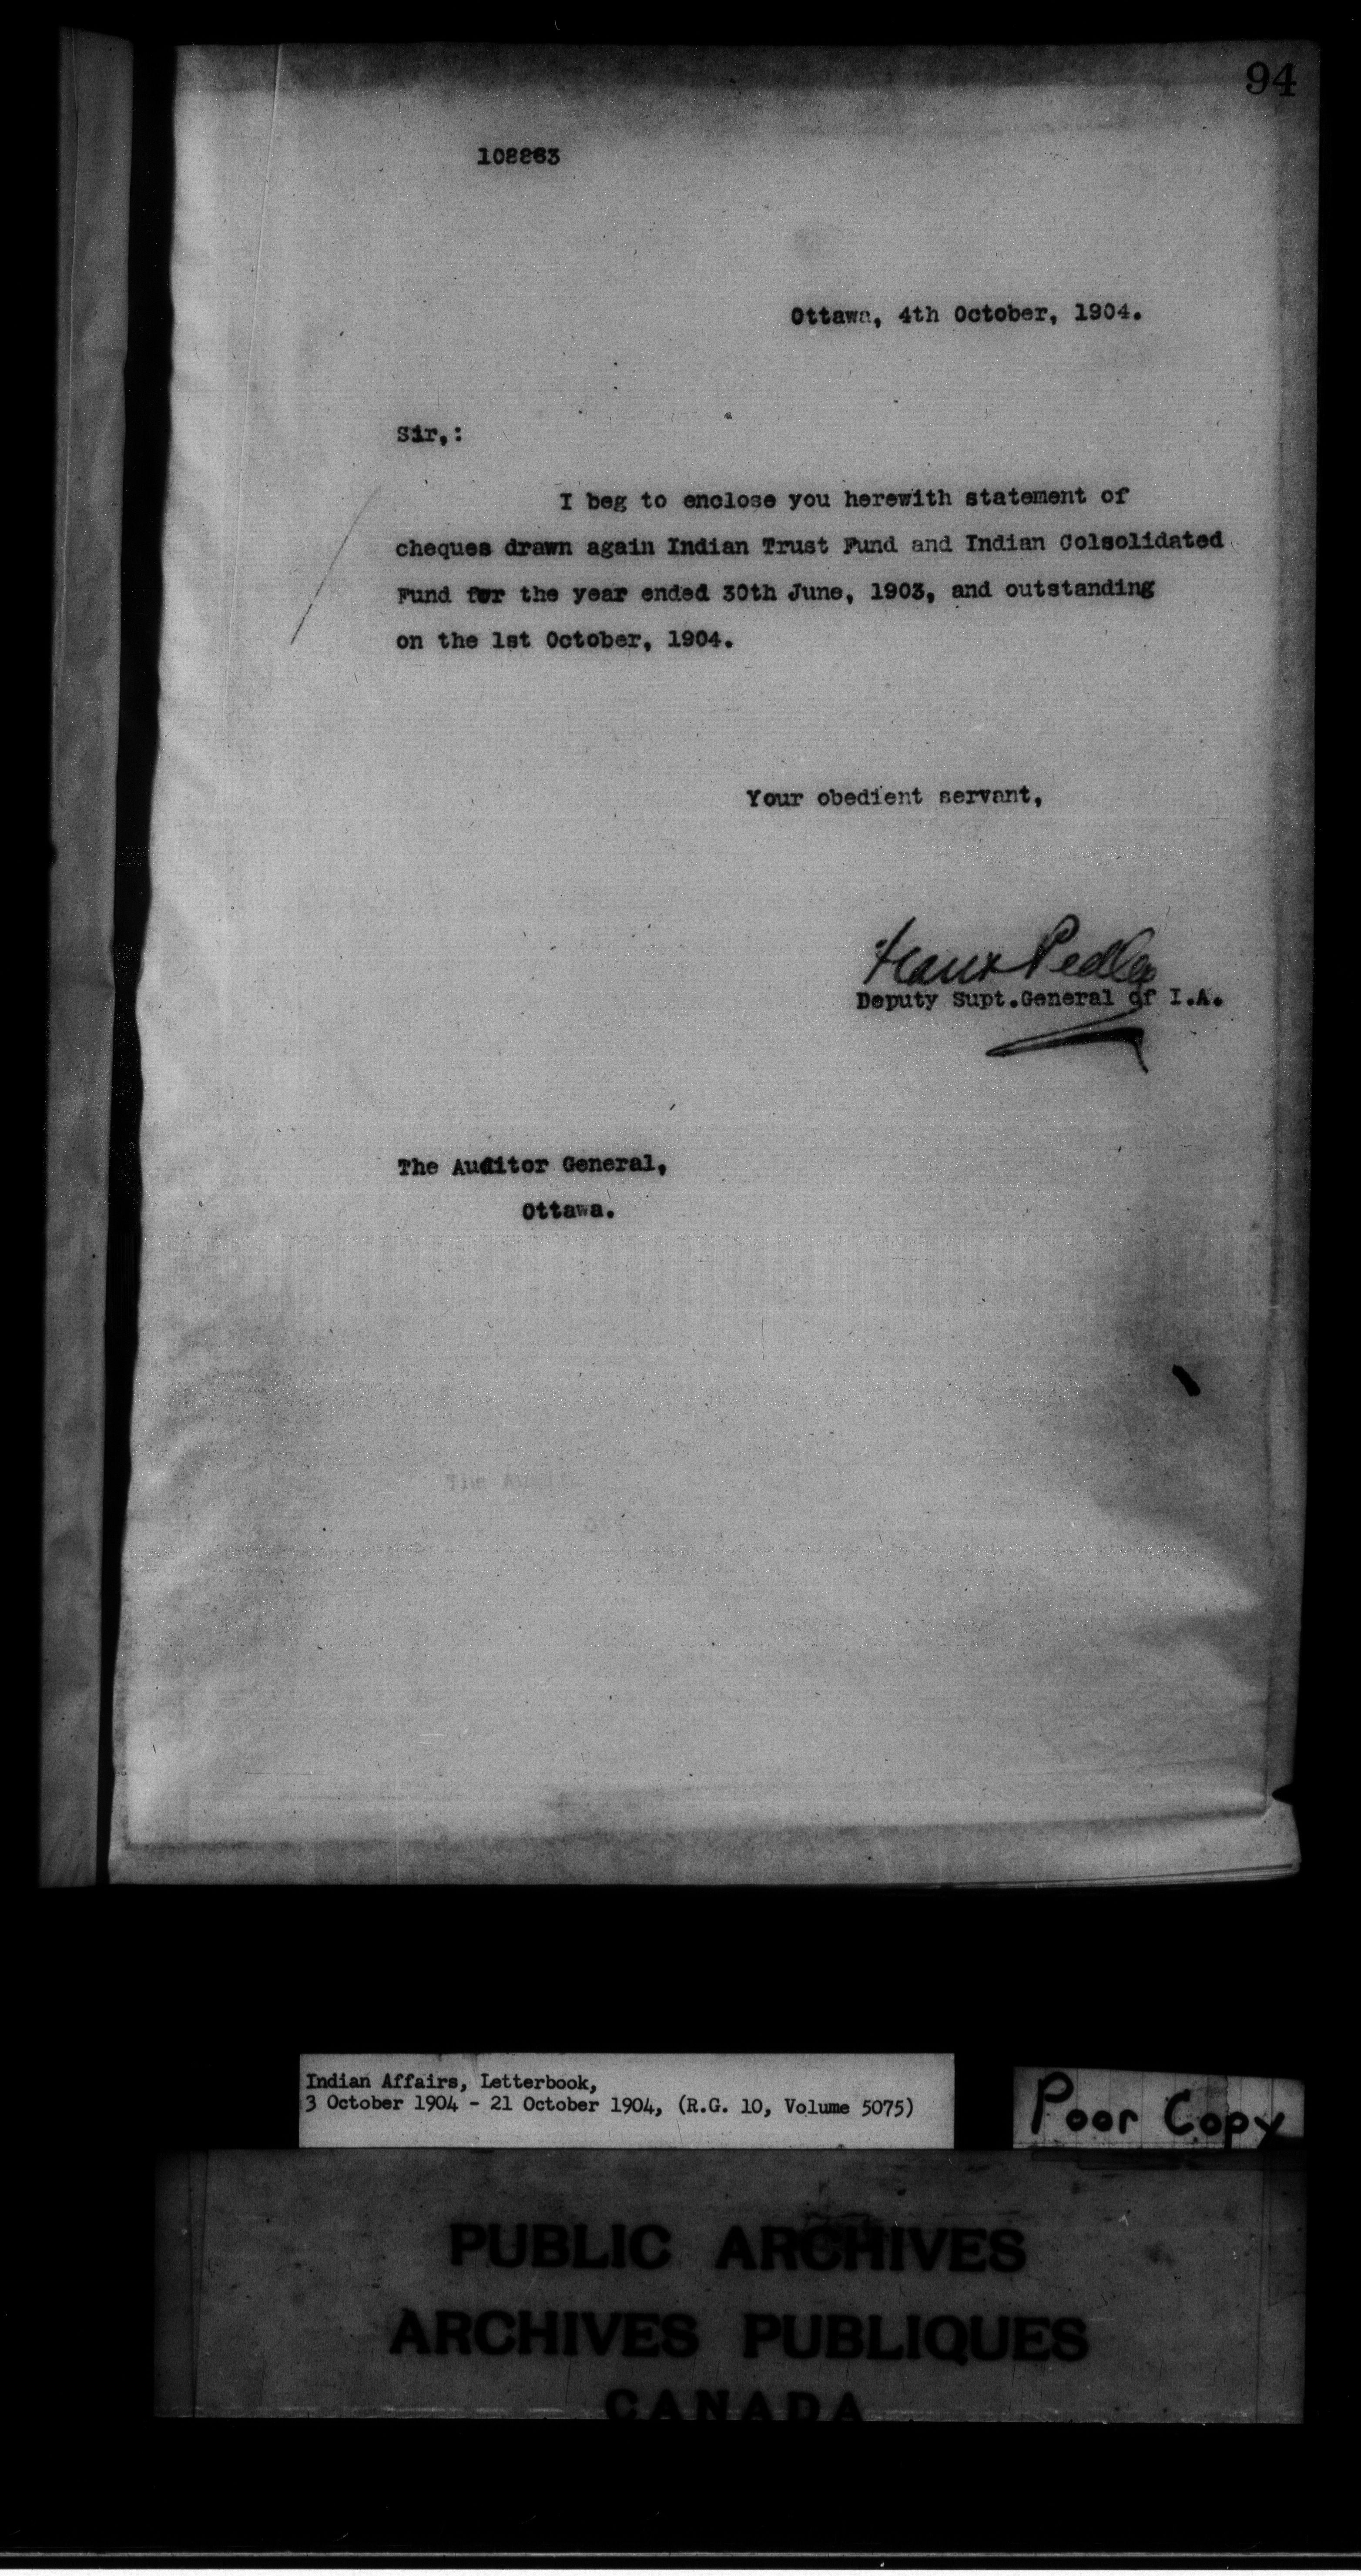 94
108863
Ottawa, 4th October, 1904.
Sir,:
I beg to enclose you herewith statement of
cheques drawn again Indian Trust Fund and Indian Colsolidated
Fund for the year ended 30th June, 1903, and outstanding
on the 1st October, 1904.
Your obedient servant,
Frank Pedley
Deputy Supt.General of I.A.
The Auditor General,
Ottawa.
Indian Affairs, Letterbook,
3 October 1904 - 21 October 1904, (R.G. 10, Volume 5075)
Poor Copy
PUBLIC ARCHIVES
ARCHIVES PUBLIQUES
CANADA